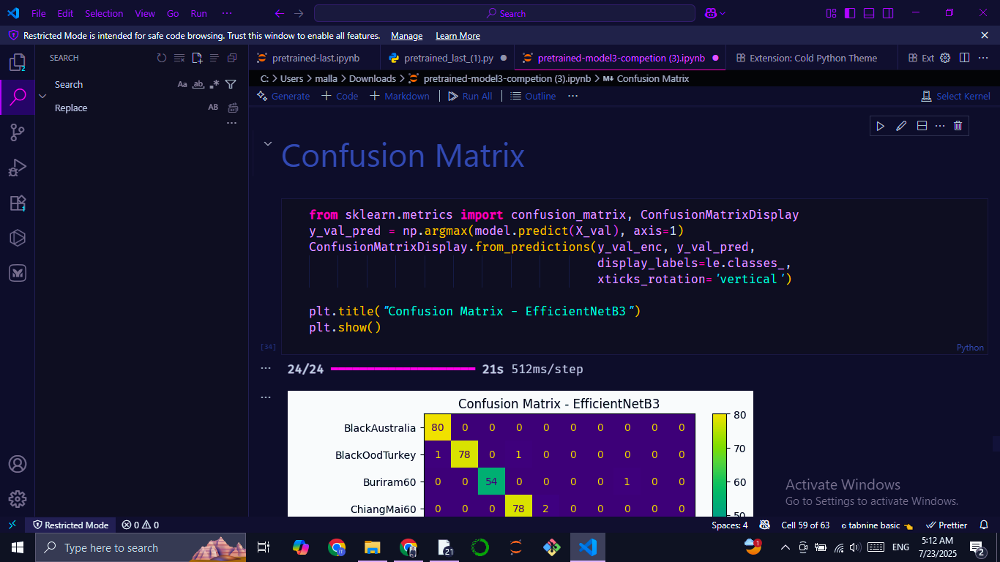 File Edit Selection View Go Run ··· Search
Restricted Mode is intended for safe code browsing. Trust this window to enable all features. Manage Learn More
SEARCH
pretrained-last.ipynb pretrained_last_(1).py pretrained-model3-competion (3).ipynb Extension: Cold Python Theme Ext
C: > Users > malla > Downloads > pretrained-model3-competion (3).ipynb > M↓ Confusion Matrix
Search Aa ab .*
Replace AB
Generate + Code + Markdown Run All Outline ··· Select Kernel
Confusion Matrix
from sklearn.metrics import confusion_matrix, ConfusionMatrixDisplay
y_val_pred = np.argmax(model.predict(X_val), axis=1)
ConfusionMatrixDisplay.from_predictions(y_val_enc, y_val_pred,
display_labels=le.classes_,
xticks_rotation='vertical')
plt.title("Confusion Matrix - EfficientNetB3")
plt.show()
[34] Python
24/24 21s 512ms/step
Confusion Matrix - EfficientNetB3
BlackAustralia 80 0 0 0 0 0 0 0 0 0 80
BlackOodTurkey 1 78 0 1 0 0 0 0 0 0 70
Buriram60 0 0 54 0 0 0 0 1 0 0 60
ChiangMai60 0 0 0 78 2 0 0 0 0 0 50
Activate Windows
Go to Settings to activate Windows.
Restricted Mode 0 0 Spaces: 4 Cell 59 of 63 tabnine basic Prettier
Type here to search 21 1 ENG 5:12 AM
7/23/2025 2